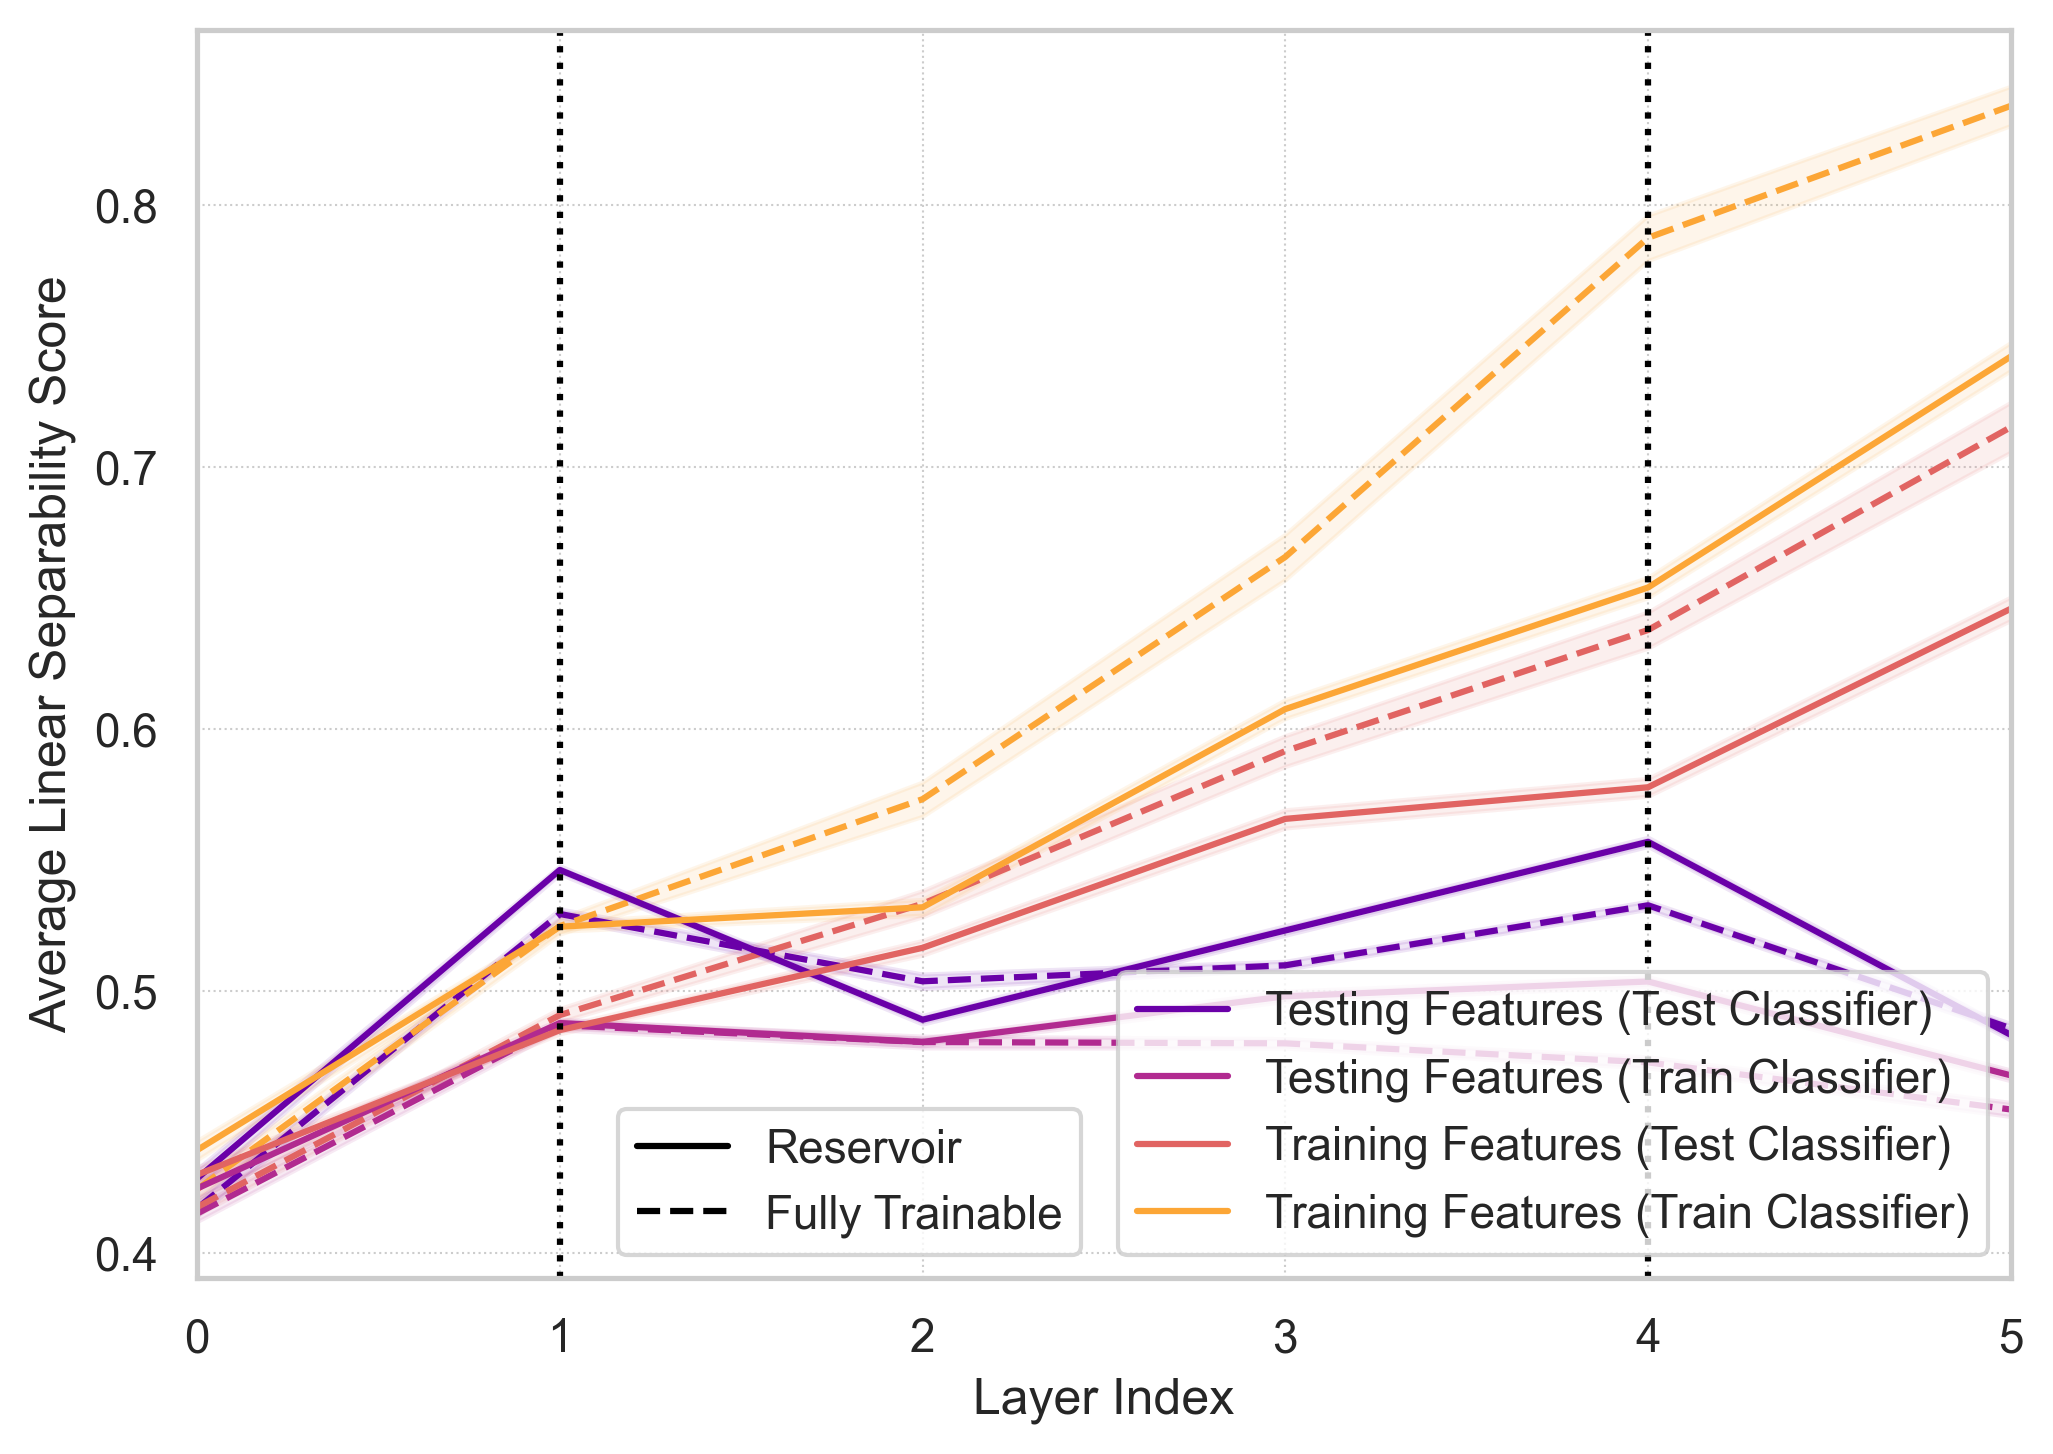 Average Linear Separability Score
0.8
0.7
0.6
0.5
0.4
Testing Features (Test Classifier)
Testing Features (Train Classifier)
Training Features (Test Classifier)
Training Features (Train Classifier)
Reservoir
Fully Trainable
0 1 2 3 4 5
Layer Index